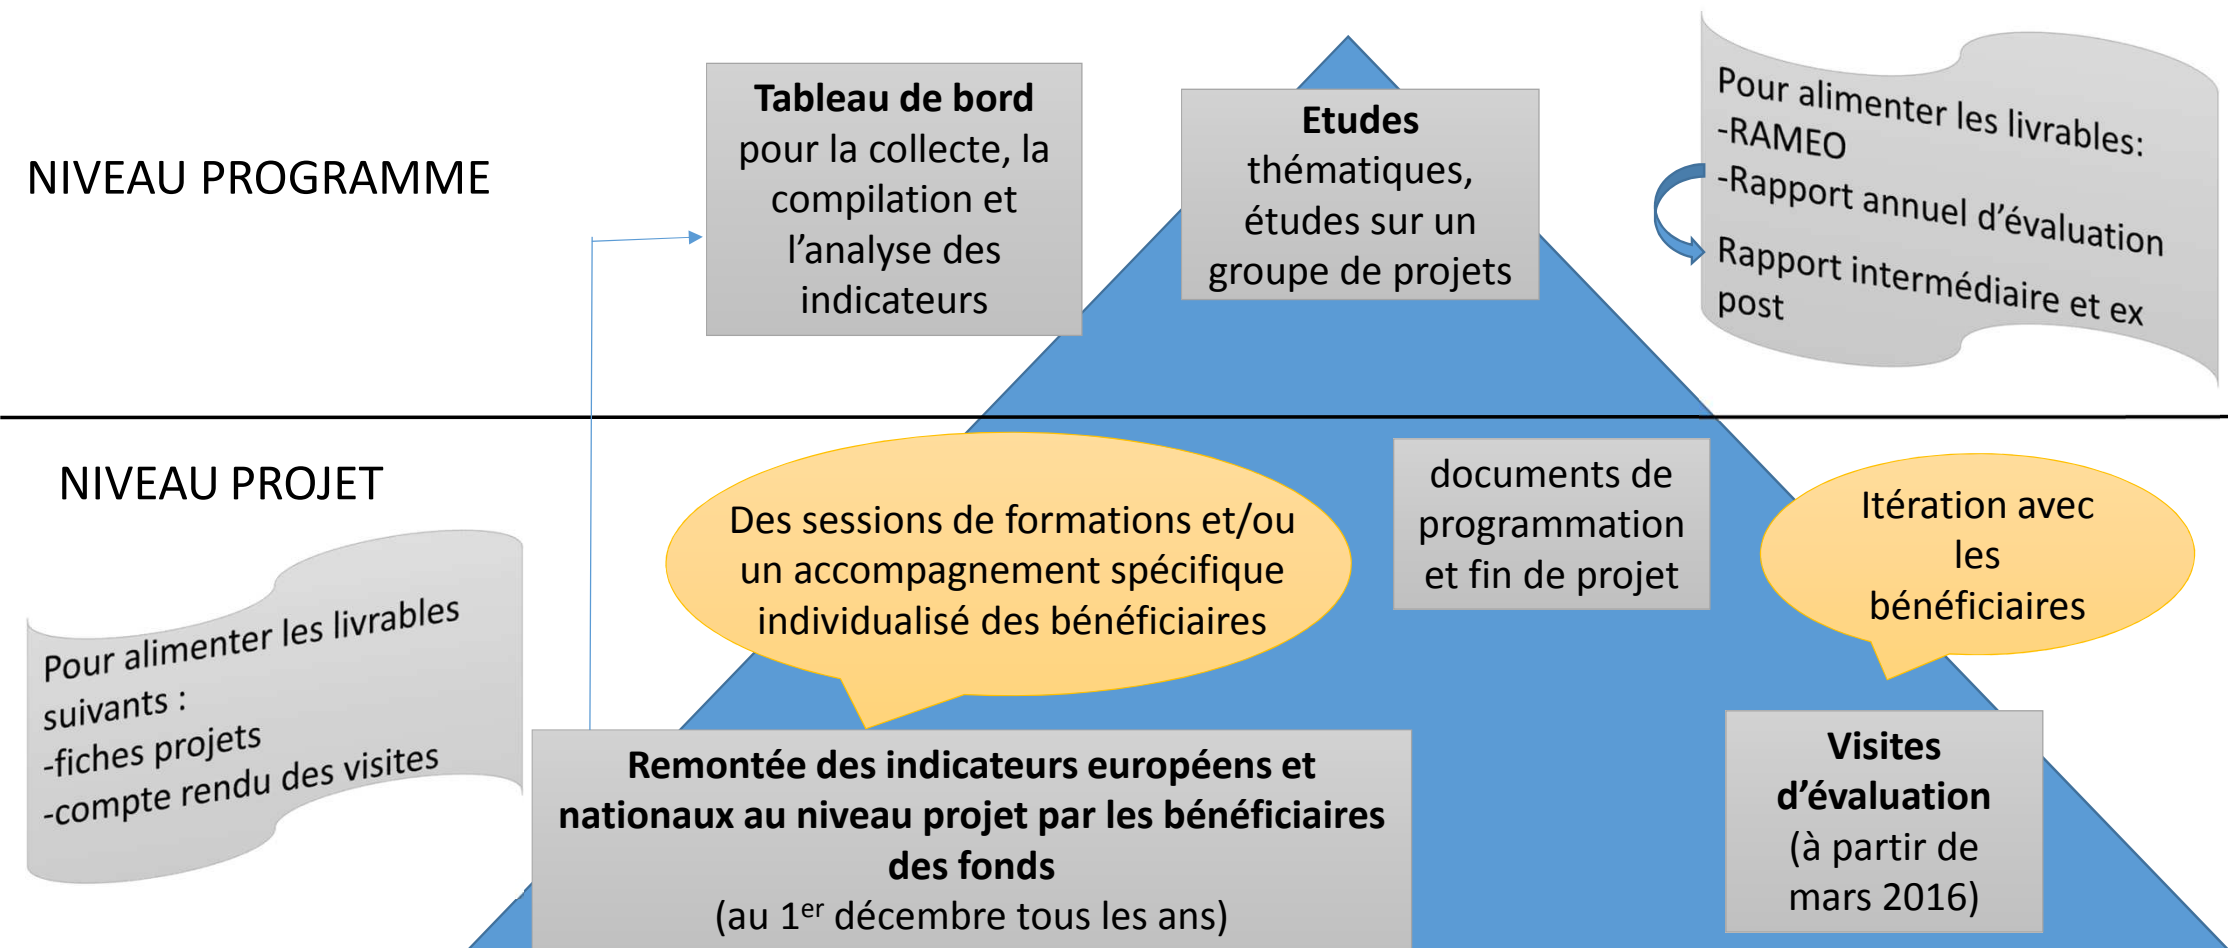 NIVEAU PROGRAMME
Tableau de bord
pour la collecte, la
compilation et
l’analyse des
indicateurs
Etudes
thématiques,
études sur un
groupe de projets
Pour alimenter les livrables:
-RAMEO
-Rapport annuel d’évaluation
Rapport intermédiaire et ex
post
NIVEAU PROJET
Pour alimenter les livrables
suivants :
-fiches projets
-compte rendu des visites
Des sessions de formations et/ou
un accompagnement spécifique
individualisé des bénéficiaires
documents de
programmation
et fin de projet
Itération avec
les
bénéficiaires
Remontée des indicateurs européens et
nationaux au niveau projet par les bénéficiaires
des fonds
(au 1er décembre tous les ans)
Visites
d’évaluation
(à partir de
mars 2016)